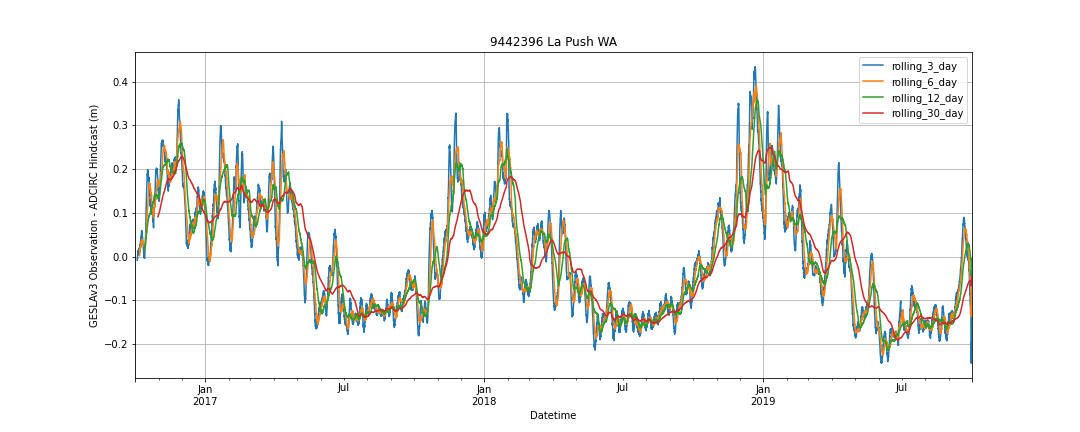 9442396 La Push WA
rolling_3_day
rolling_6_day
rolling_12_day
rolling_30_day
GESLAv3 Observation - ADCIRC Hindcast (m)
0.4
0.3
0.2
0.1
0.0
−0.1
−0.2
Jan
2017
Jul
Jan
2018
Jul
Jan
2019
Jul
Datetime